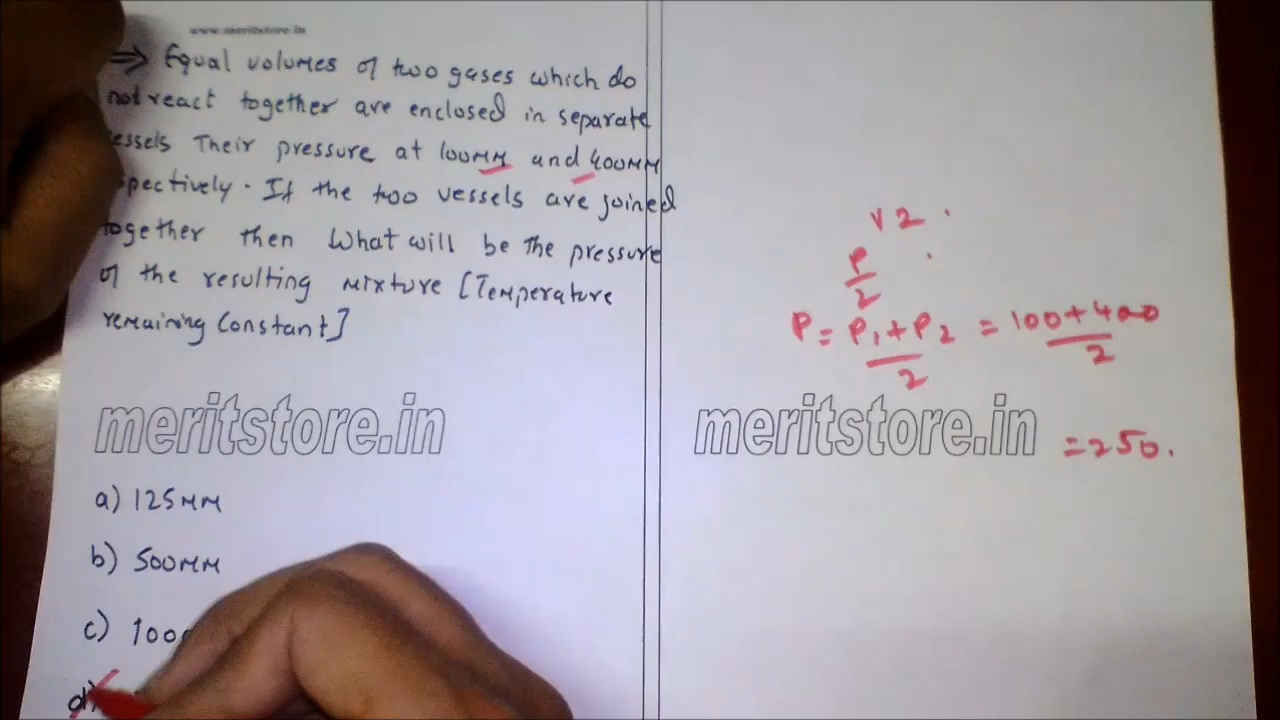 www.meritstore.in
⇒ Equal volumes of two gases which do
not react together are enclosed in separate
essels Their pressure at 100MM and 400MM
spectively. If the two vessels are joined
together then What will be the pressure
of the resulting mixture [Temperature
remaining Constant]
meritstore.in
a) 125MM
b) 500MM
c) 100
d)
V2.
P/2
P = P1+P2/2 = 100+400/2
meritstore.in
=250.